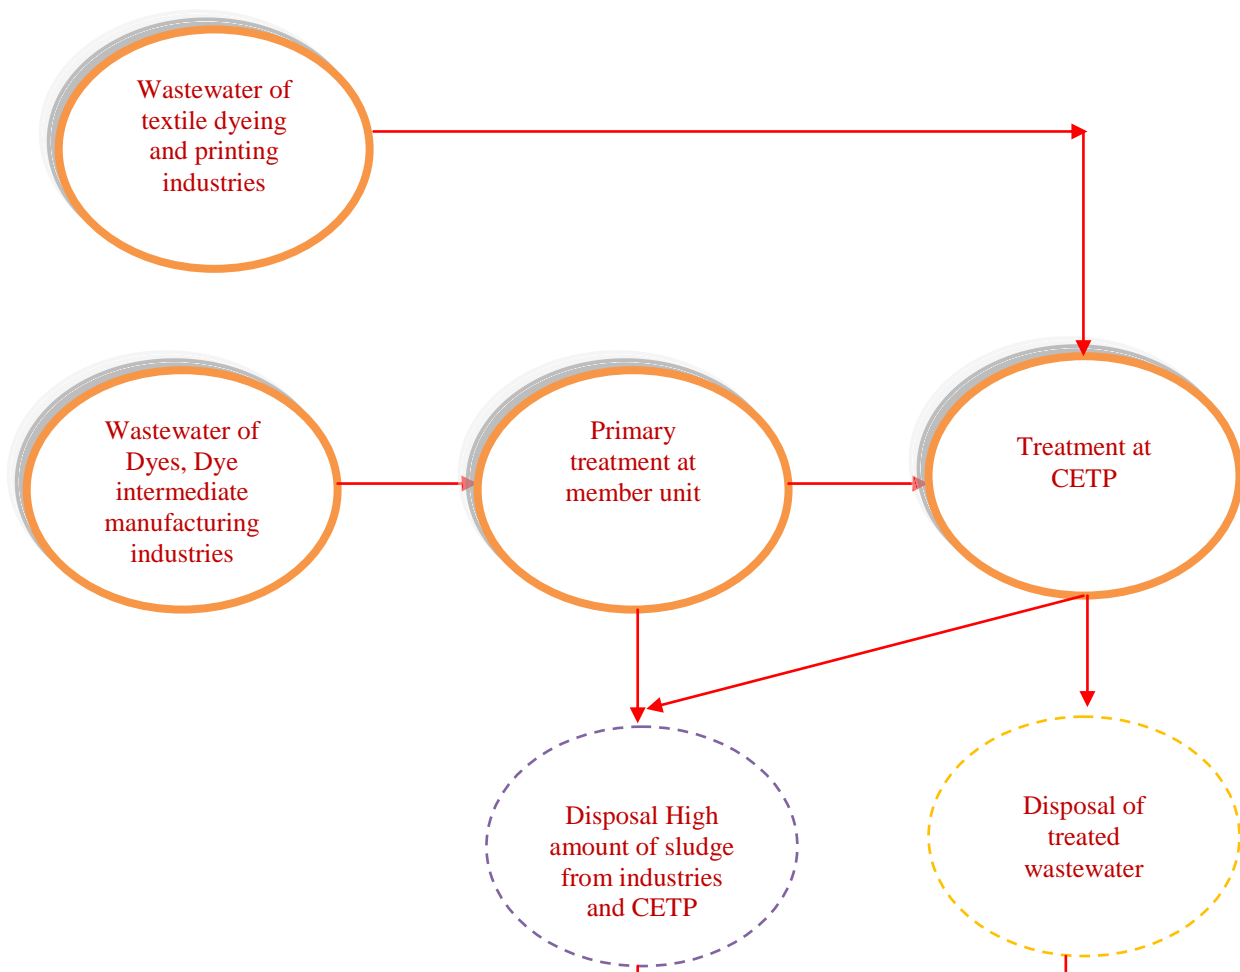 Wastewater of
textile dyeing
and printing
industries
Wastewater of
Dyes, Dye
intermediate
manufacturing
industries
Primary
treatment at
member unit
Treatment at
CETP
Disposal High
amount of sludge
from industries
and CETP
Disposal of
treated
wastewater